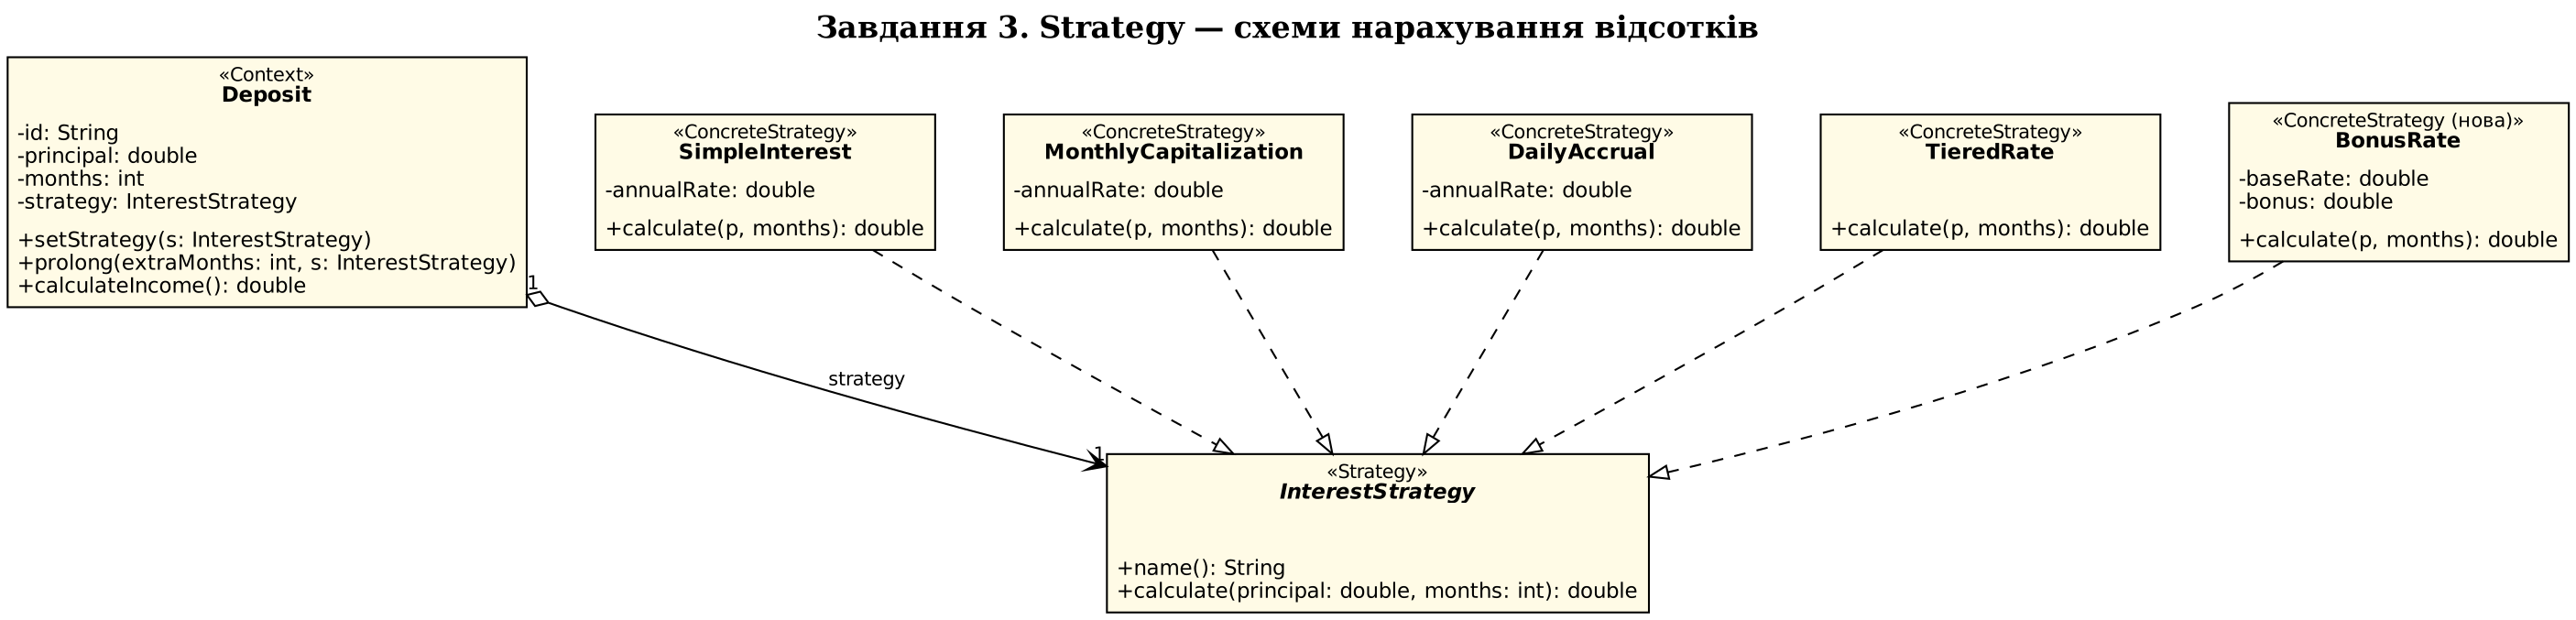 Завдання 3. Strategy — схеми нарахування відсотків
«Context»
Deposit
-id: String
-principal: double
-months: int
-strategy: InterestStrategy
+setStrategy(s: InterestStrategy)
+prolong(extraMonths: int, s: InterestStrategy)
+calculateIncome(): double
«ConcreteStrategy»
SimpleInterest
-annualRate: double
+calculate(p, months): double
«ConcreteStrategy»
MonthlyCapitalization
-annualRate: double
+calculate(p, months): double
«ConcreteStrategy»
DailyAccrual
-annualRate: double
+calculate(p, months): double
«ConcreteStrategy»
TieredRate
+calculate(p, months): double
«ConcreteStrategy (нова)»
BonusRate
-baseRate: double
-bonus: double
+calculate(p, months): double
1
strategy
1
«Strategy»
InterestStrategy
+name(): String
+calculate(principal: double, months: int): double